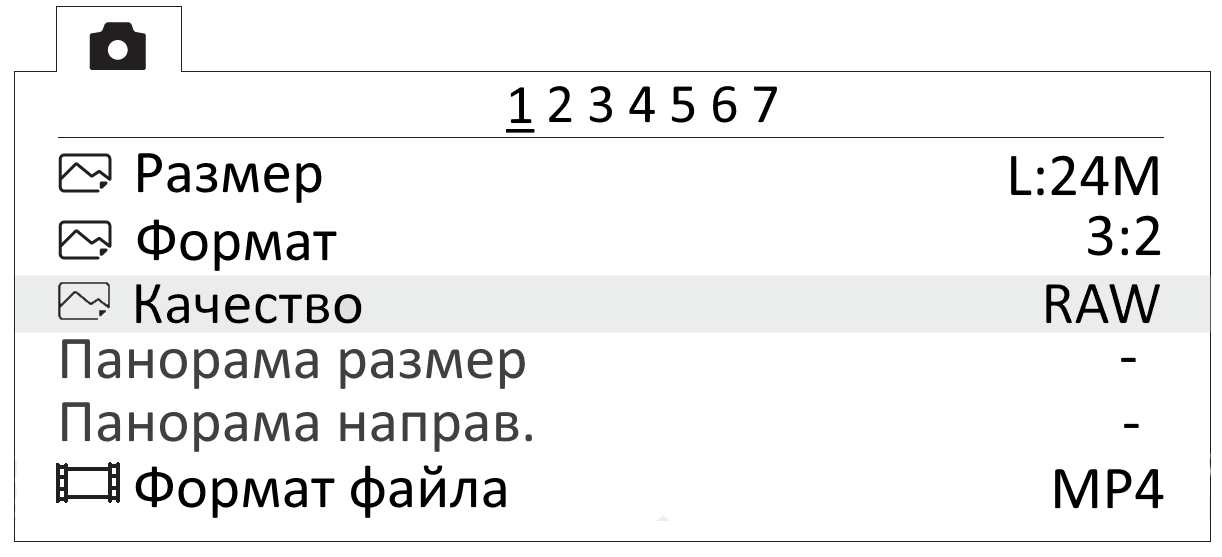 1 2 3 4 5 6 7
Размер L:24M
Формат 3:2
Качество RAW
Панорама размер -
Панорама направ. -
Формат файла MP4